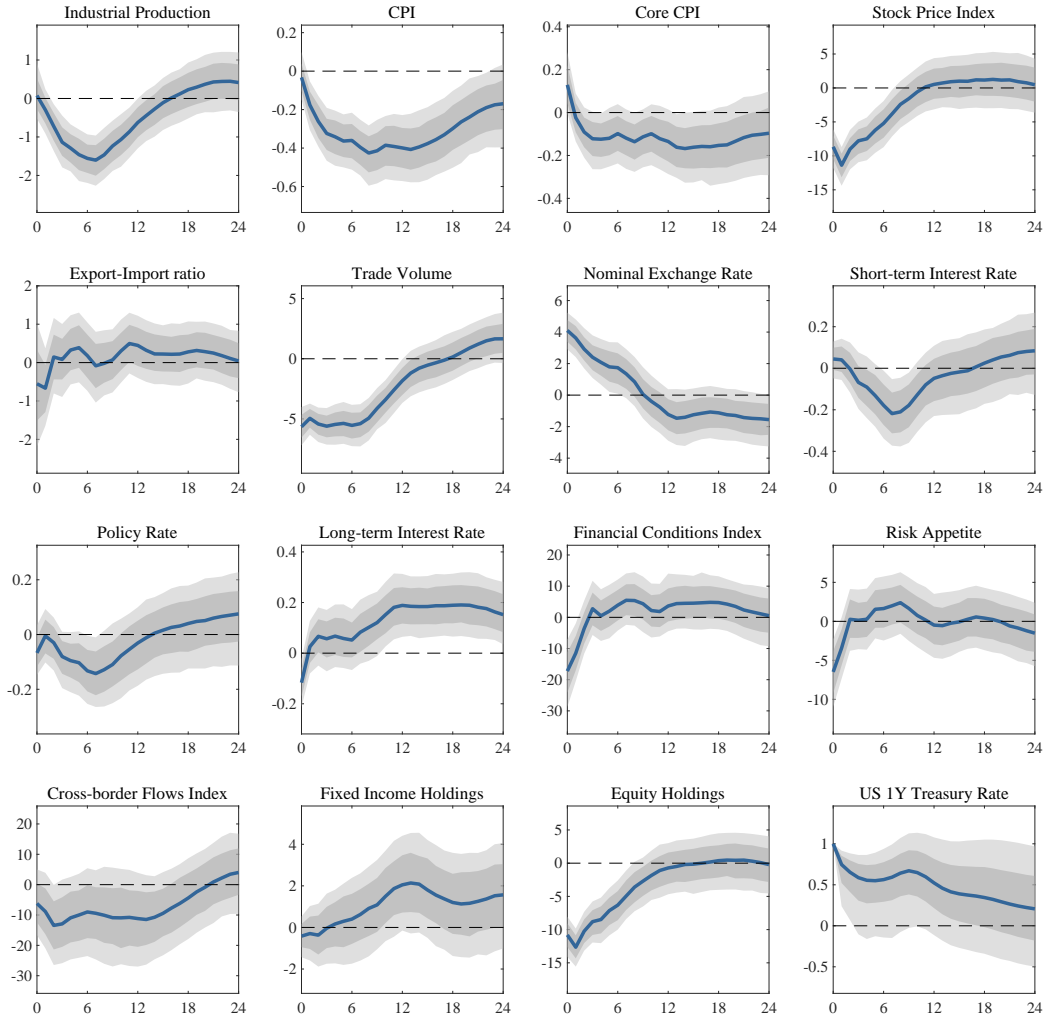 Industrial Production
1
0
-1
-2
0 6 12 18 24
CPI
0.2
0
-0.2
-0.4
-0.6
0 6 12 18 24
Core CPI
0.4
0.2
0
-0.2
-0.4
0 6 12 18 24
Stock Price Index
5
0
-5
-10
-15
0 6 12 18 24
Export-Import ratio
2
1
0
-1
-2
0 6 12 18 24
Trade Volume
5
0
-5
0 6 12 18 24
Nominal Exchange Rate
6
4
2
0
-2
-4
0 6 12 18 24
Short-term Interest Rate
0.2
0
-0.2
-0.4
0 6 12 18 24
Policy Rate
0.2
0
-0.2
0 6 12 18 24
Long-term Interest Rate
0.4
0.2
0
-0.2
0 6 12 18 24
Financial Conditions Index
20
10
0
-10
-20
-30
0 6 12 18 24
Risk Appetite
5
0
-5
-10
0 6 12 18 24
Cross-border Flows Index
20
10
0
-10
-20
-30
0 6 12 18 24
Fixed Income Holdings
4
2
0
-2
0 6 12 18 24
Equity Holdings
5
0
-5
-10
-15
0 6 12 18 24
US 1Y Treasury Rate
1
0.5
0
-0.5
0 6 12 18 24